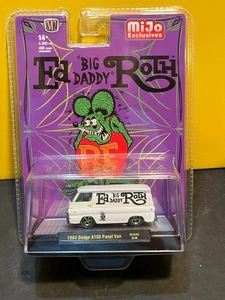 M2
MiJo
Exclusives
14+
Ed "BIG DADDY" Roth
RF
Ed "BIG DADDY" Roth
1964 Dodge A100 Panel Van